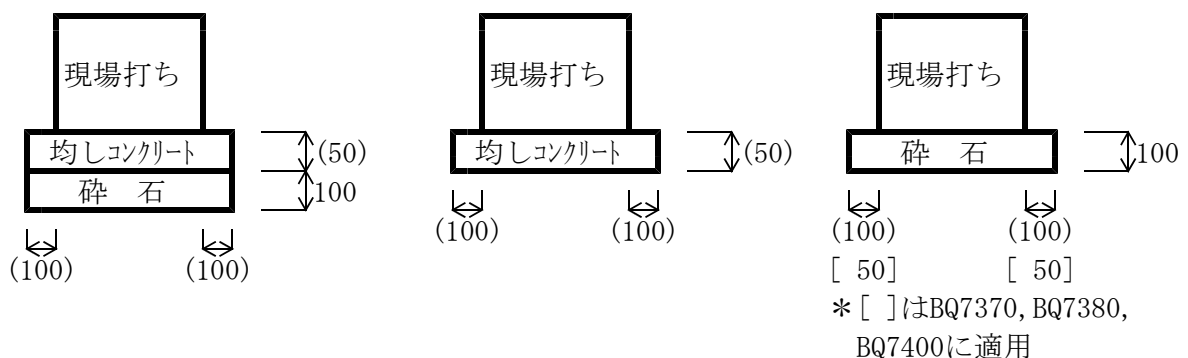 現場打ち
均しコンクリート
砕 石
(50)
100
(100) (100)
現場打ち
均しコンクリート
(50)
(100) (100)
現場打ち
砕 石
100
(100) (100)
[ 50] [ 50]
*[ ]はBQ7370,BQ7380,
BQ7400に適用